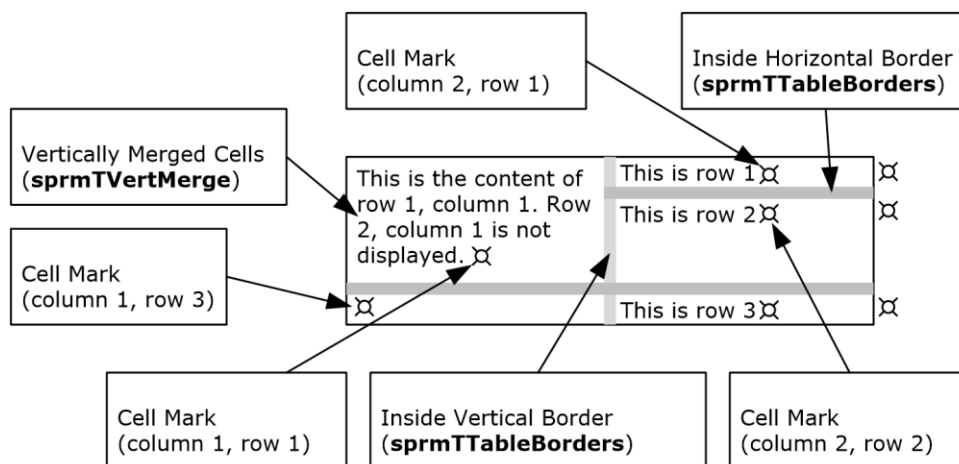 Cell Mark
(column 2, row 1)
Inside Horizontal Border
(sprmTTableBorders)
Vertically Merged Cells
(sprmTVertMerge)
This is the content of
row 1, column 1. Row
2, column 1 is not
displayed.
This is row 1
This is row 2
This is row 3
Cell Mark
(column 1, row 3)
Cell Mark
(column 1, row 1)
Inside Vertical Border
(sprmTTableBorders)
Cell Mark
(column 2, row 2)